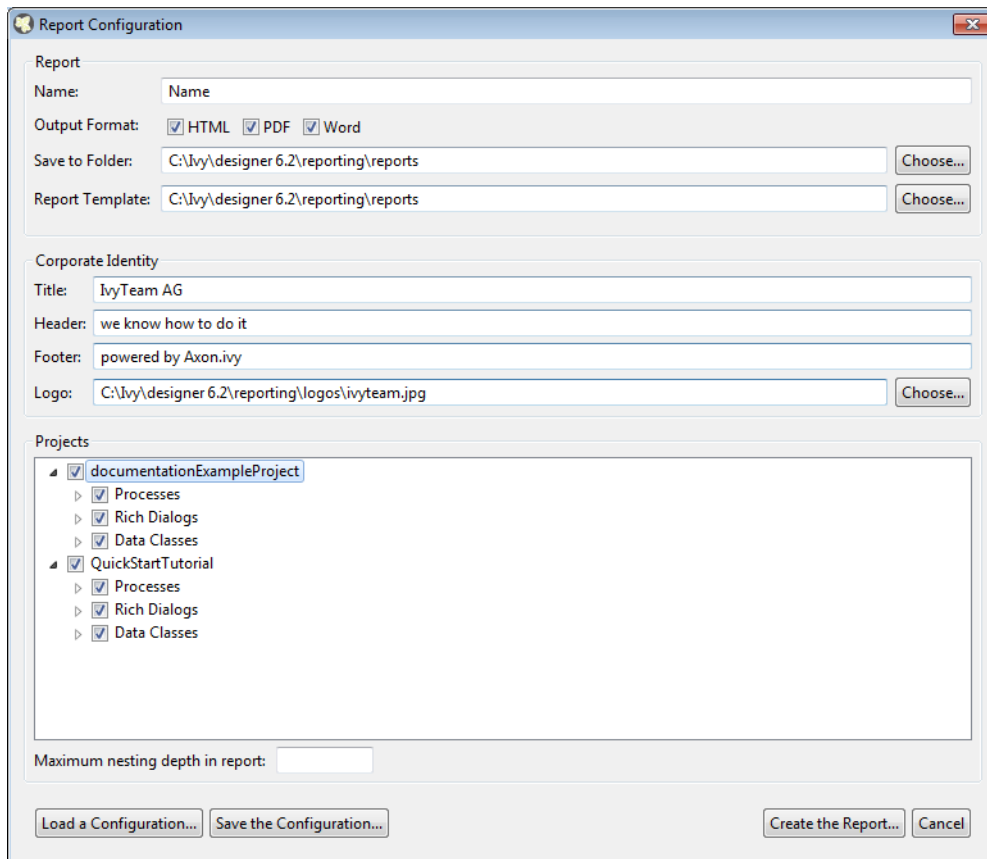 Report Configuration
Report
Name: Name
Output Format: HTML PDF Word
Save to Folder: C:\Ivy\designer 6.2\reporting\reports Choose...
Report Template: C:\Ivy\designer 6.2\reporting\reports Choose...
Corporate Identity
Title: IvyTeam AG
Header: we know how to do it
Footer: powered by Axon.ivy
Logo: C:\Ivy\designer 6.2\reporting\logos\ivyteam.jpg Choose...
Projects
documentationExampleProject
Processes
Rich Dialogs
Data Classes
QuickStartTutorial
Processes
Rich Dialogs
Data Classes
Maximum nesting depth in report:
Load a Configuration... Save the Configuration... Create the Report... Cancel